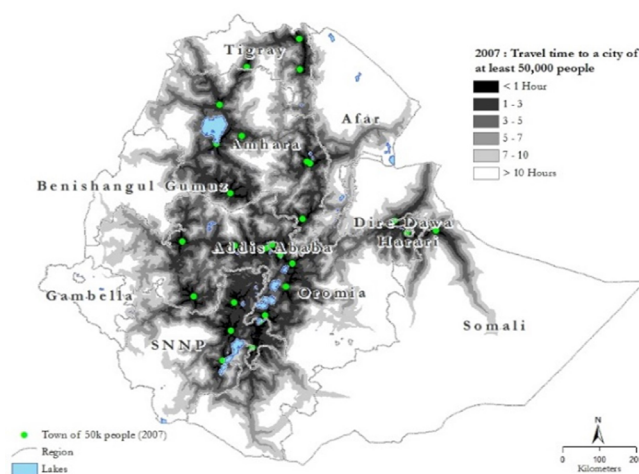 2007 : Travel time to a city of
at least 50,000 people
< 1 Hour
1 - 3
3 - 5
5 - 7
7 - 10
> 10 Hours
Tigray
Afar
Amhara
Benishangul Gumuz
Dire Dawa
Harari
Addis Ababa
Gambella
Oromia
Somali
SNNP
Town of 50k people (2007)
Region
Lakes
N
0 100 20
Kilometers